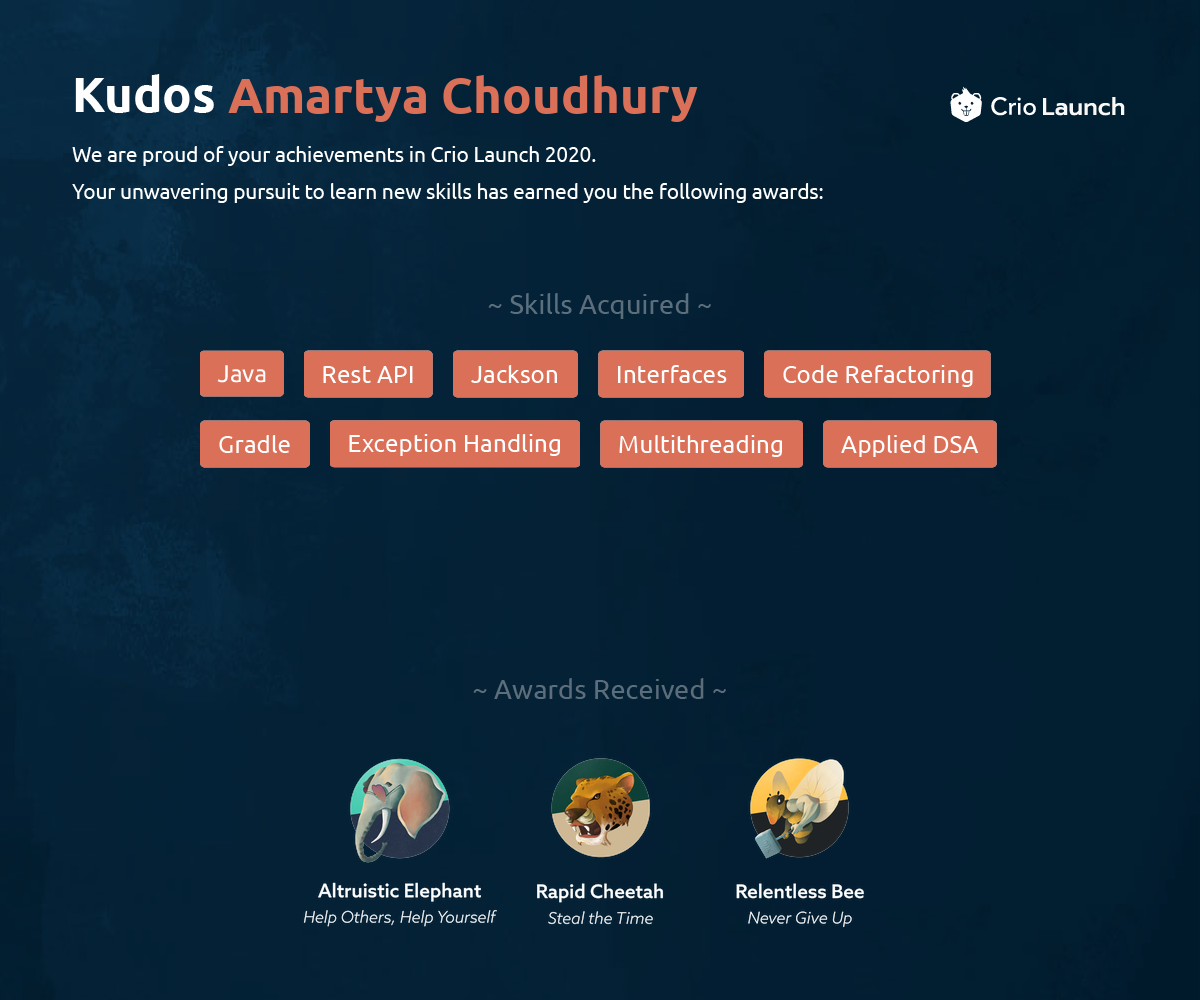 Kudos Amartya Choudhury
Crio Launch
We are proud of your achievements in Crio Launch 2020.
Your unwavering pursuit to learn new skills has earned you the following awards:
~ Skills Acquired ~
Java Rest API Jackson Interfaces Code Refactoring
Gradle Exception Handling Multithreading Applied DSA
~ Awards Received ~
Altruistic Elephant Rapid Cheetah Relentless Bee
Help Others, Help Yourself Steal the Time Never Give Up